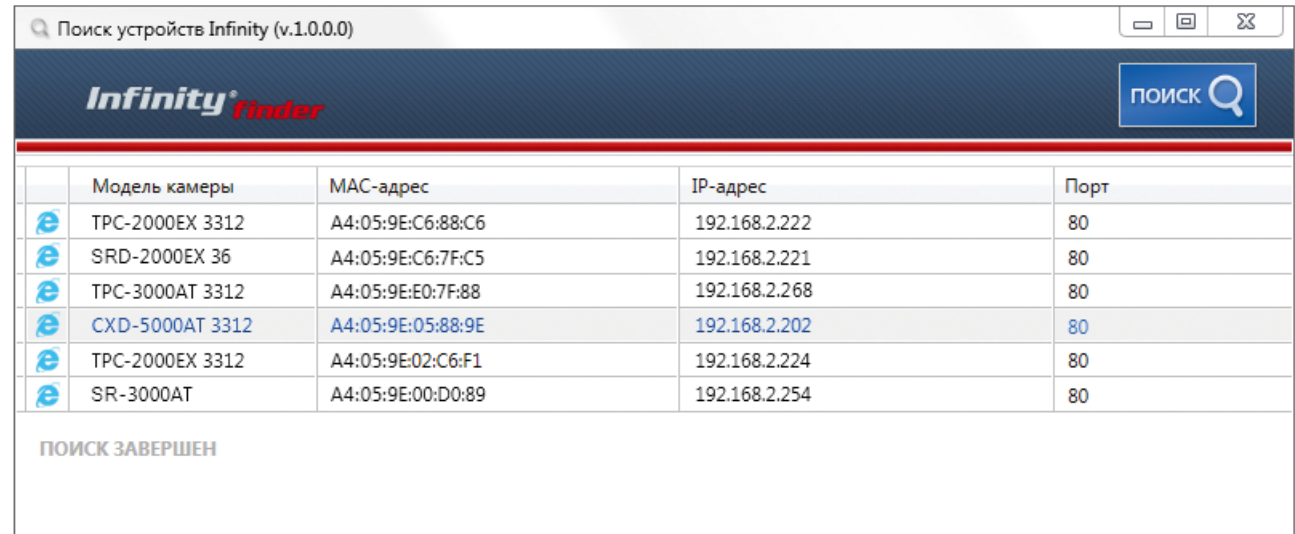 Поиск устройств Infinity (v.1.0.0.0)
Infinity® finder
ПОИСК
Модель камеры MAC-адрес IP-адрес Порт
TPC-2000EX 3312 A4:05:9E:C6:88:C6 192.168.2.222 80
SRD-2000EX 36 A4:05:9E:C6:7F:C5 192.168.2.221 80
TPC-3000AT 3312 A4:05:9E:E0:7F:88 192.168.2.268 80
CXD-5000AT 3312 A4:05:9E:05:88:9E 192.168.2.202 80
TPC-2000EX 3312 A4:05:9E:02:C6:F1 192.168.2.224 80
SR-3000AT A4:05:9E:00:D0:89 192.168.2.254 80
ПОИСК ЗАВЕРШЕН